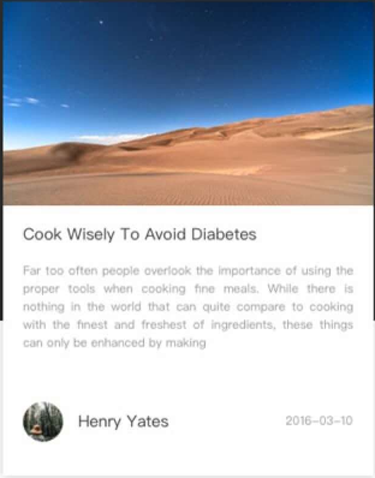 Cook Wisely To Avoid Diabetes
Far too often people overlook the importance of using the
proper tools when cooking fine meals. While there is
nothing in the world that can quite compare to cooking
with the finest and freshest of ingredients, these things
can only be enhanced by making
Henry Yates
2016-03-10